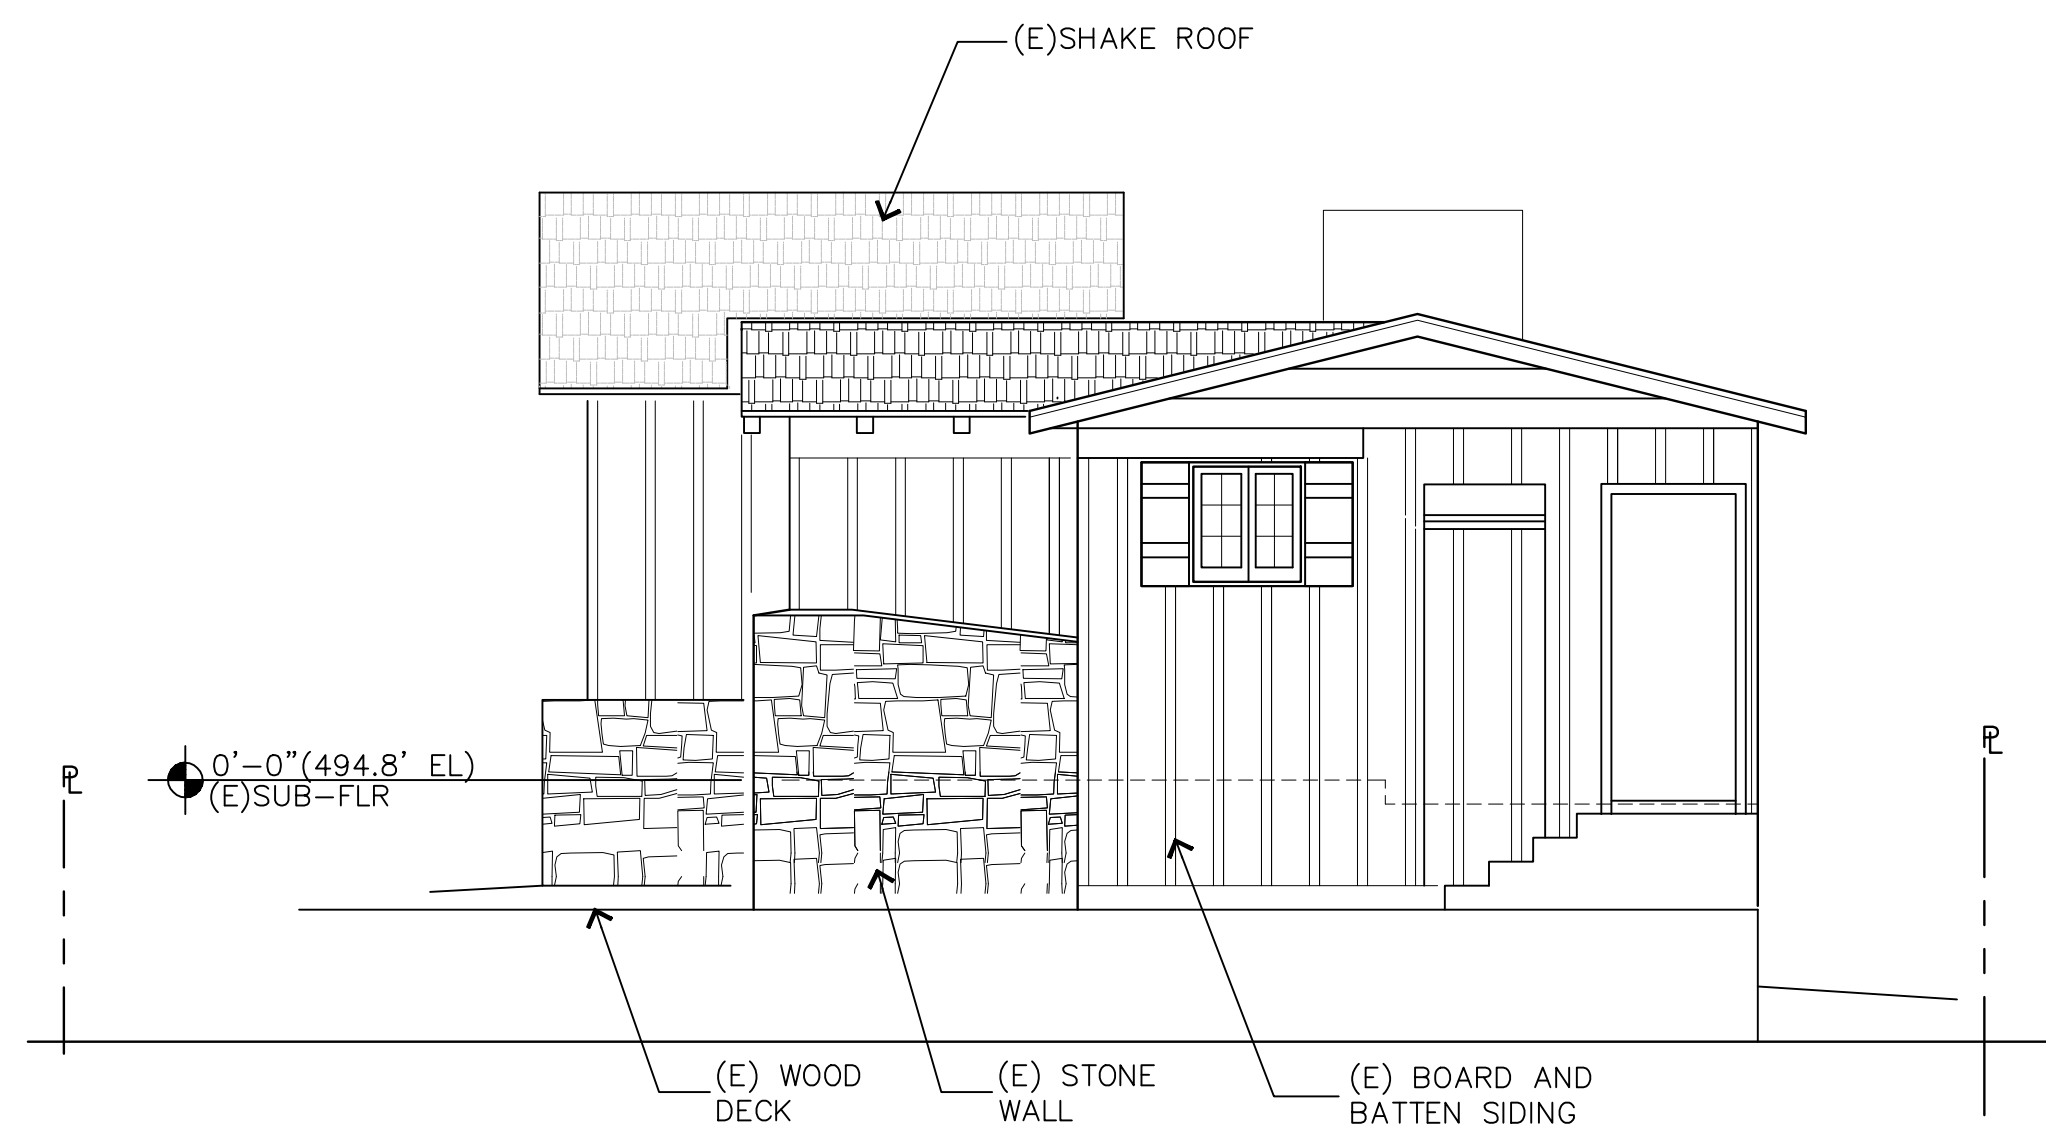 (E)SHAKE ROOF
PL
0'-0"(494.8' EL)
(E)SUB-FLR
PL
(E) WOOD
DECK
(E) STONE
WALL
(E) BOARD AND
BATTEN SIDING